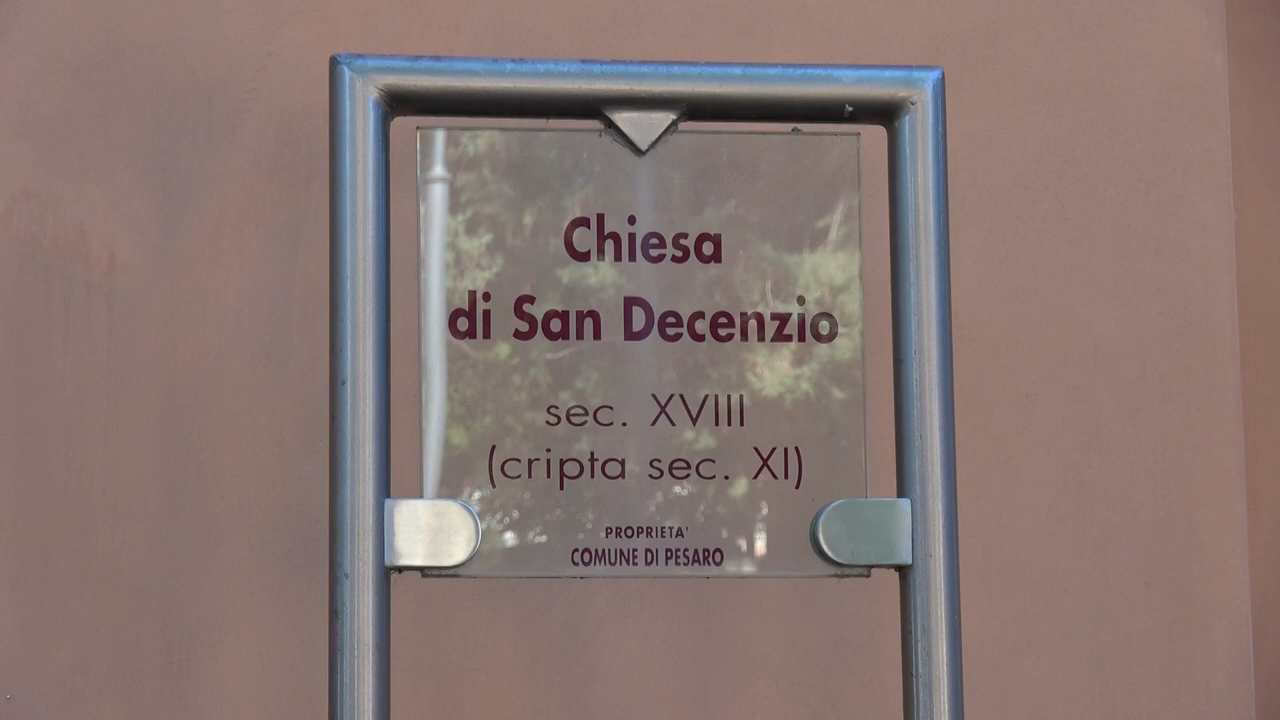 Chiesa
di San Decenzio
sec. XVIII
(cripta sec. XI)
PROPRIETA'
COMUNE DI PESARO